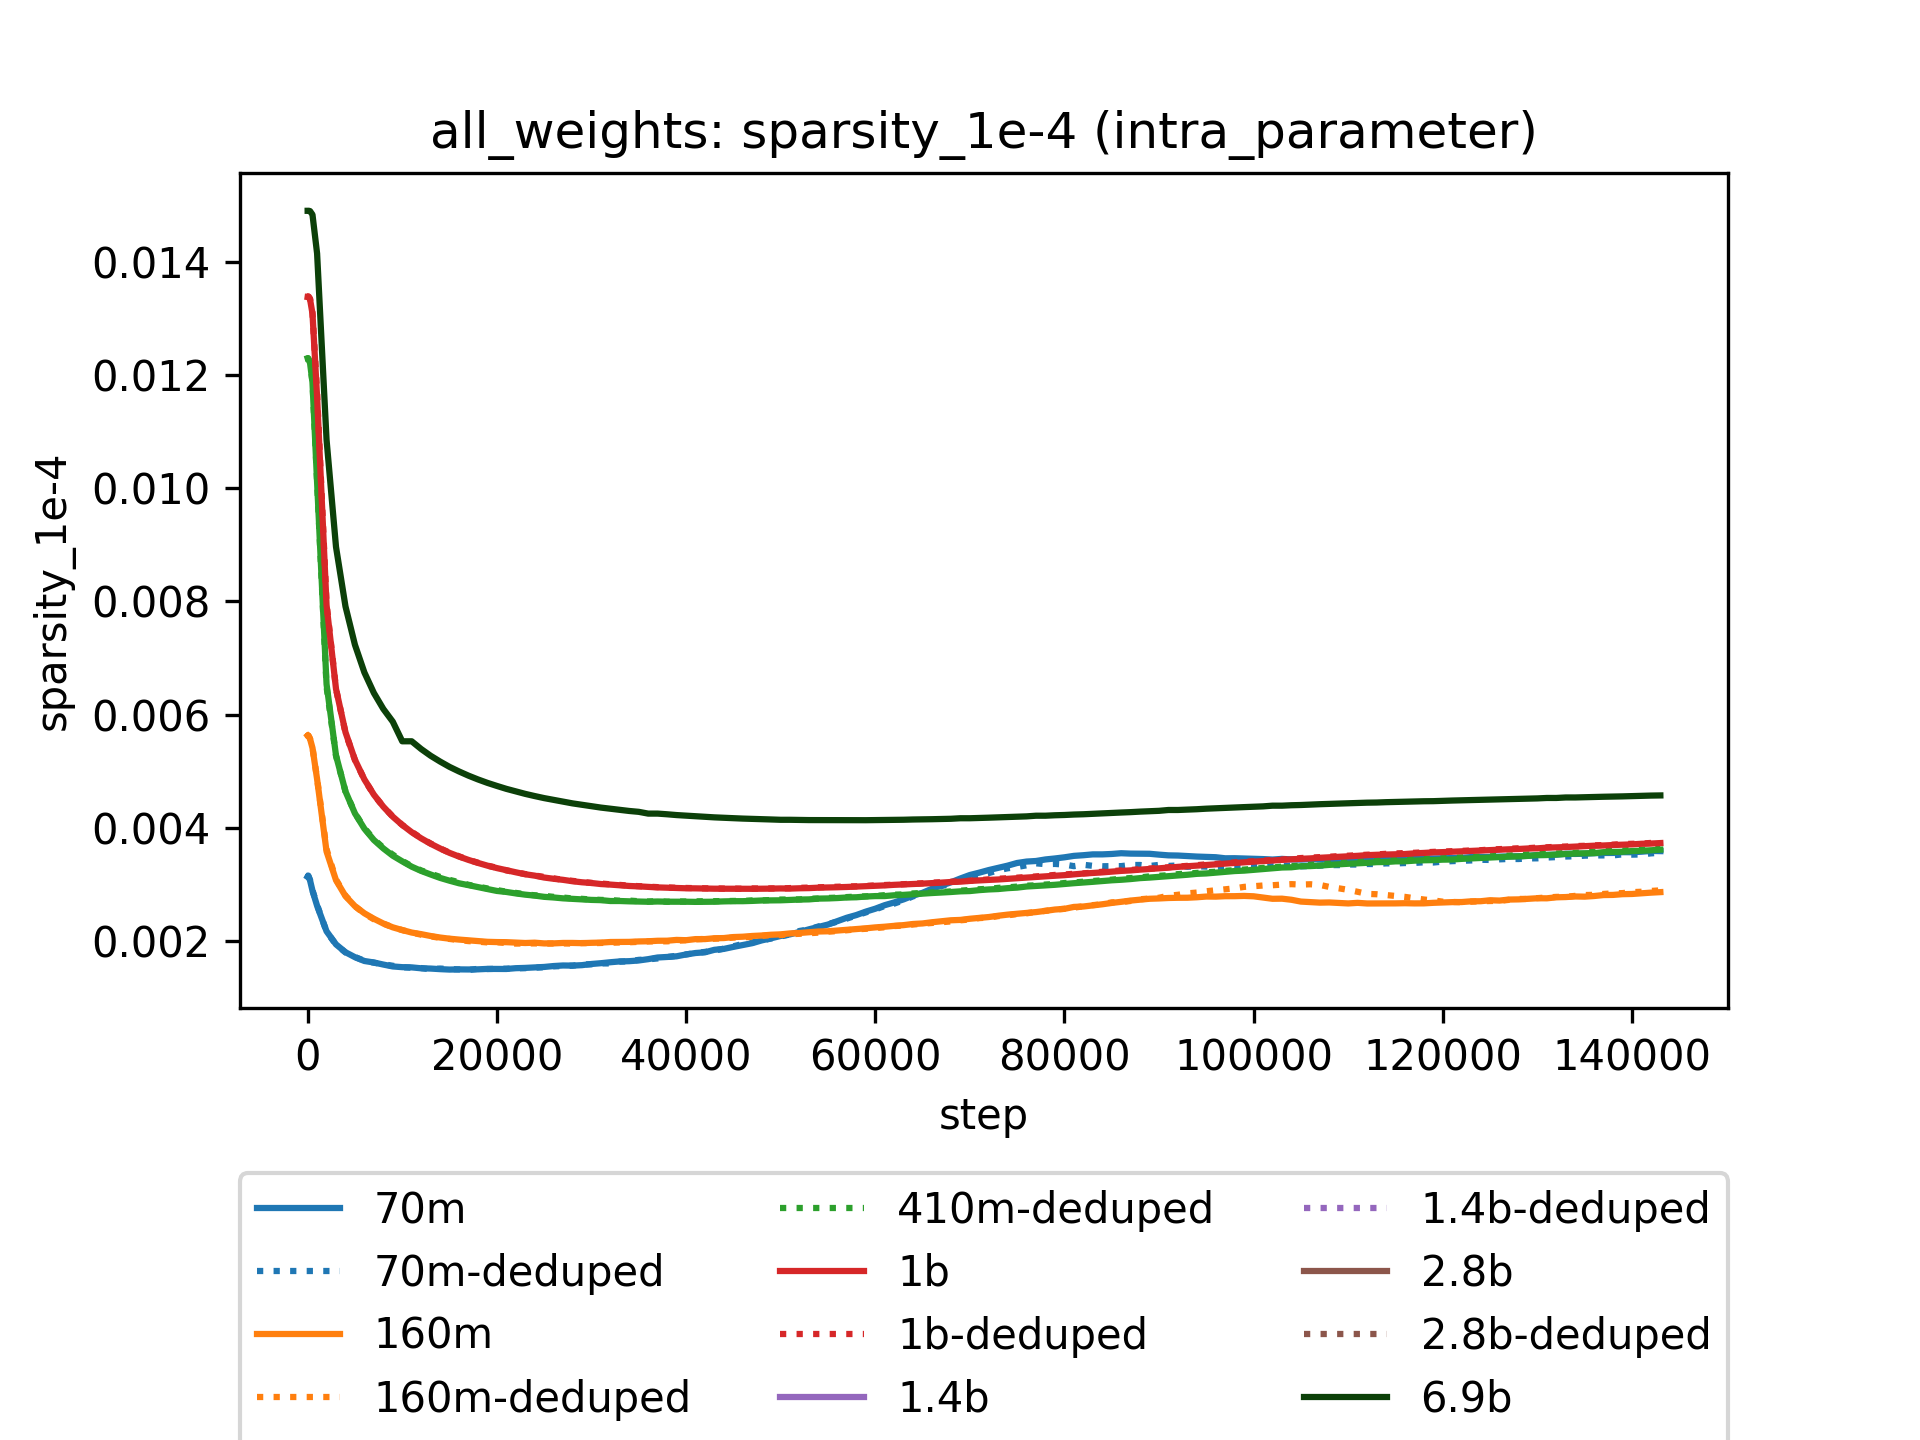 all_weights: sparsity_1e-4 (intra_parameter)
sparsity_1e-4
0.014
0.012
0.010
0.008
0.006
0.004
0.002
0 20000 40000 60000 80000 100000 120000 140000
step
70m
70m-deduped
160m
160m-deduped
410m-deduped
1b
1b-deduped
1.4b
1.4b-deduped
2.8b
2.8b-deduped
6.9b